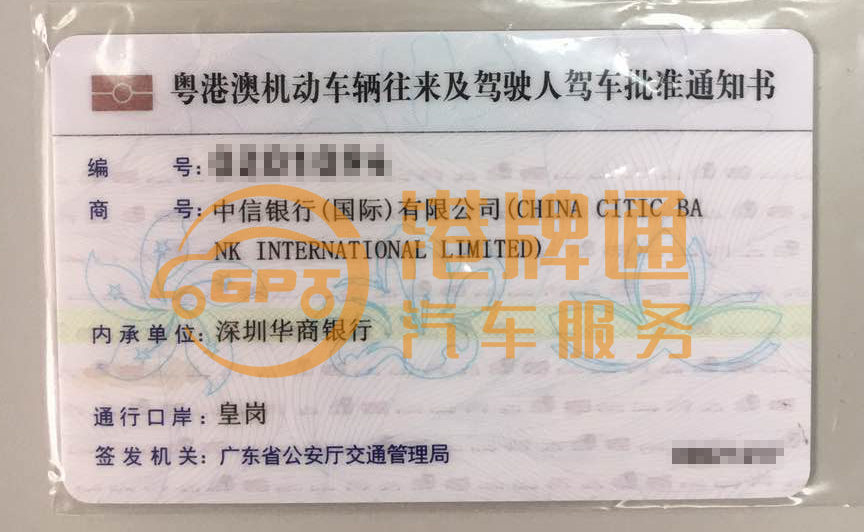 粤港澳机动车辆往来及驾驶人驾车批准通知书
编 号:
商 号: 中信银行(国际)有限公司(CHINA CITIC BA
NK INTERNATIONAL LIMITED)
港牌通
GPT
汽车服务
内承单位: 深圳华商银行
通行口岸: 皇岗
签发机关: 广东省公安厅交通管理局